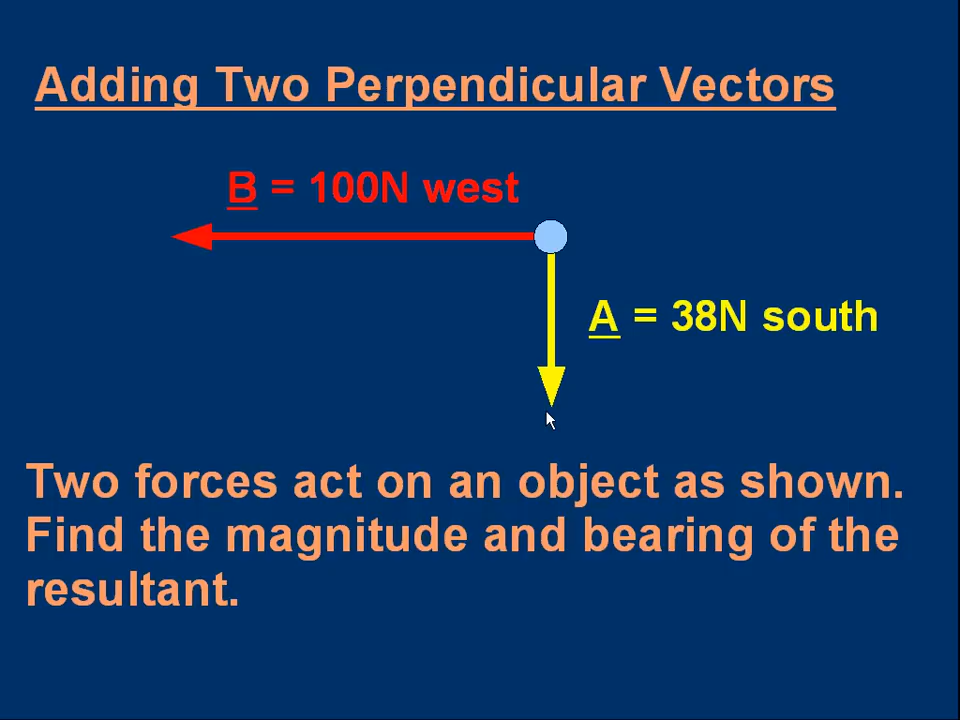 Adding Two Perpendicular Vectors
B = 100N west
A = 38N south
Two forces act on an object as shown.
Find the magnitude and bearing of the
resultant.